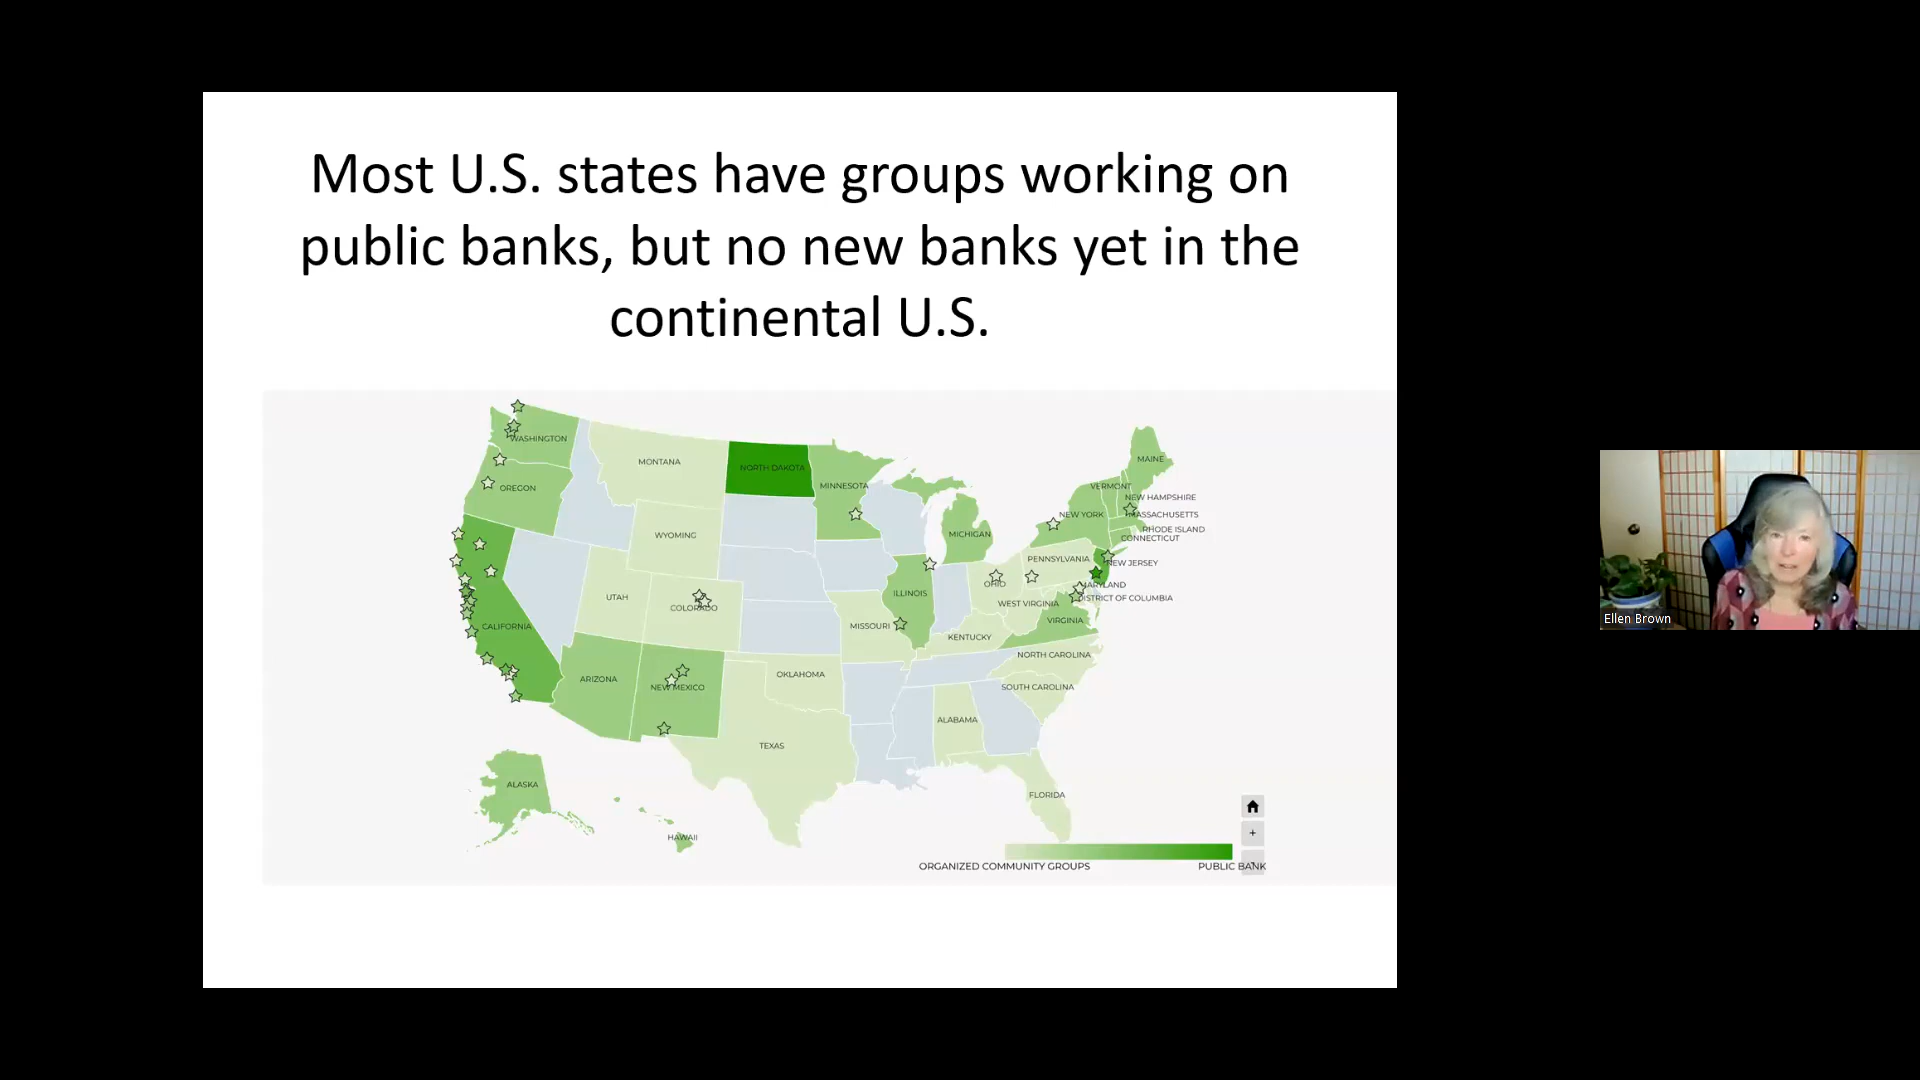 Most U.S. states have groups working on
public banks, but no new banks yet in the
continental U.S.
WASHINGTON
MONTANA
NORTH DAKOTA
MINNESOTA
MAINE
OREGON
VERMONT
NEW HAMPSHIRE
NEW YORK
MASSACHUSETTS
RHODE ISLAND
CONNECTICUT
WYOMING
MICHIGAN
PENNSYLVANIA
NEW JERSEY
OHIO
MARYLAND
UTAH
COLORADO
ILLINOIS
WEST VIRGINIA
DISTRICT OF COLUMBIA
CALIFORNIA
MISSOURI
KENTUCKY
VIRGINIA
NORTH CAROLINA
ARIZONA
NEW MEXICO
OKLAHOMA
SOUTH CAROLINA
ALABAMA
TEXAS
ALASKA
FLORIDA
HAWAII
+
-
ORGANIZED COMMUNITY GROUPS
PUBLIC BANK
Ellen Brown